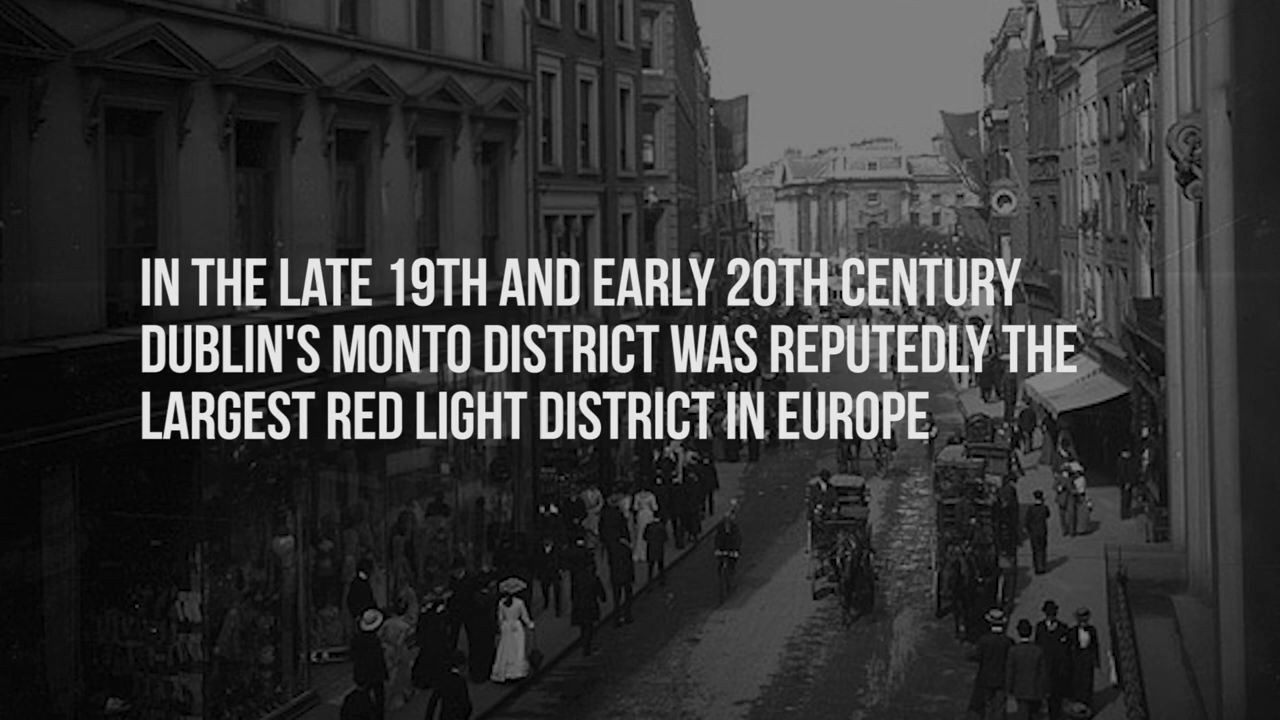 IN THE LATE 19TH AND EARLY 20TH CENTURY
DUBLIN'S MONTO DISTRICT WAS REPUTEDLY THE
LARGEST RED LIGHT DISTRICT IN EUROPE